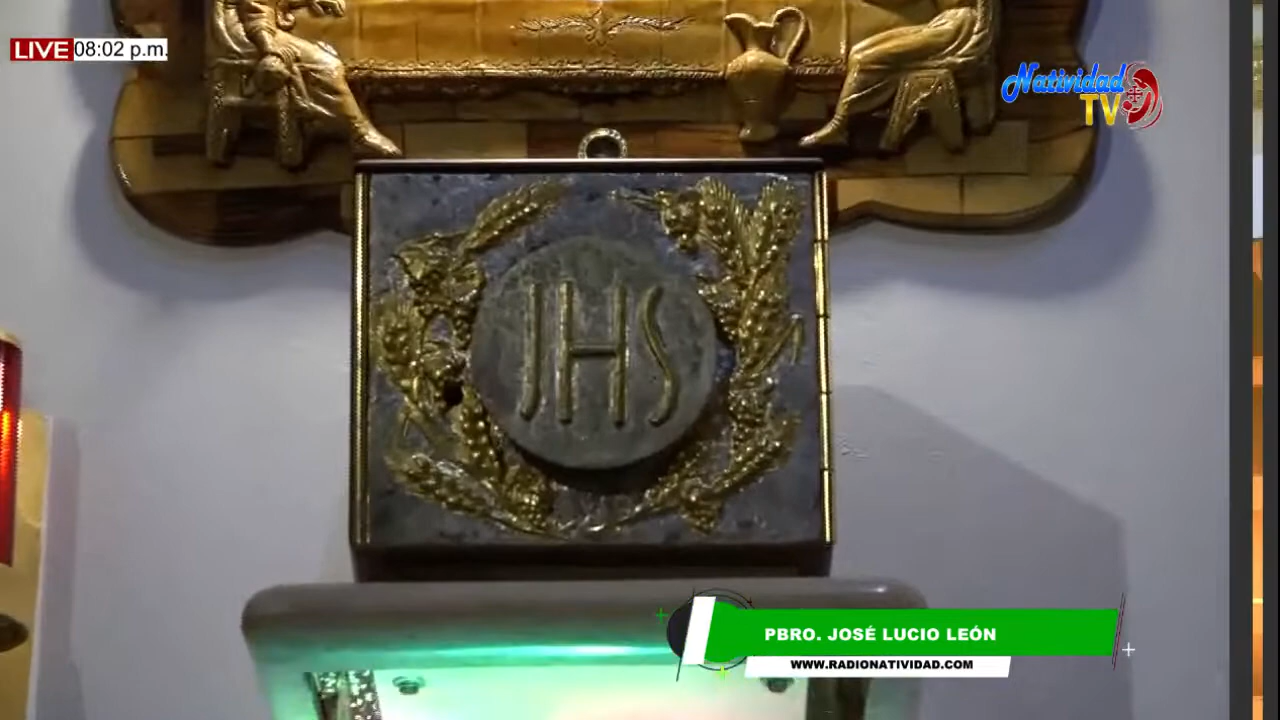 LIVE 08:02 p.m.
Natividad
TV
JHS
PBRO. JOSÉ LUCIO LEÓN
WWW.RADIONATIVIDAD.COM